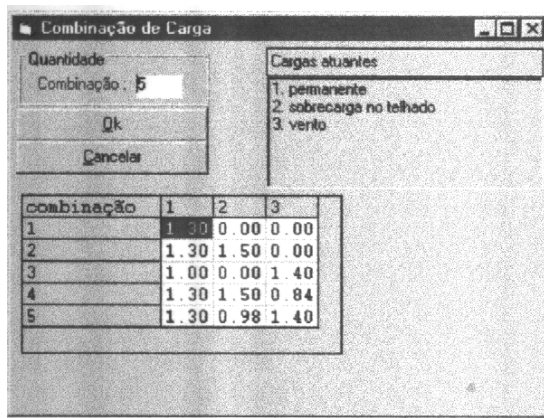 Combinação de Carga
Quantidade
Combinação : 5
Ok
Cancelar
Cargas atuantes
1. permanente
2. sobrecarga no telhado
3. vento
combinação 1 2 3
1 1.30 0.00 0.00
2 1.30 1.50 0.00
3 1.00 0.00 1.40
4 1.30 1.50 0.84
5 1.30 0.98 1.40